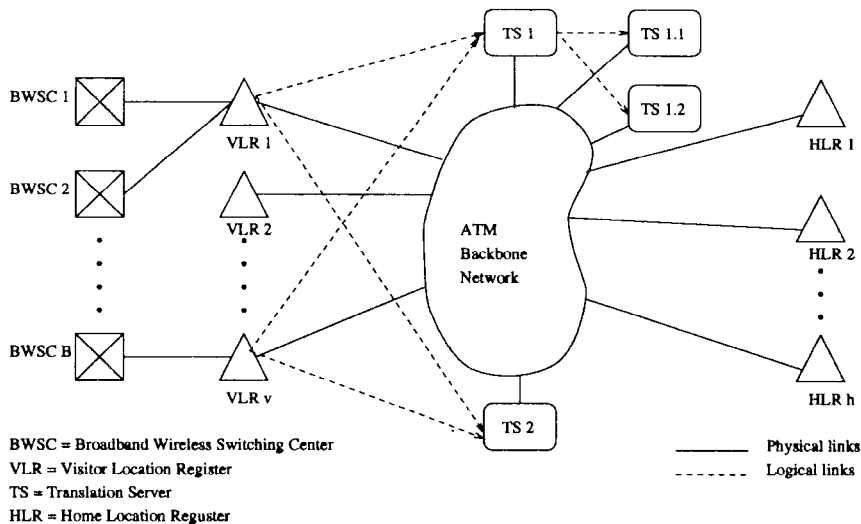 TS 1
TS 1.1
BWSC 1
VLR 1
TS 1.2
HLR 1
BWSC 2
VLR 2
ATM
Backbone
Network
HLR 2
BWSC B
VLR v
HLR h
TS 2
BWSC = Broadband Wireless Switching Center
VLR = Visitor Location Register
TS = Translation Server
HLR = Home Location Reguster
Physical links
Logical links